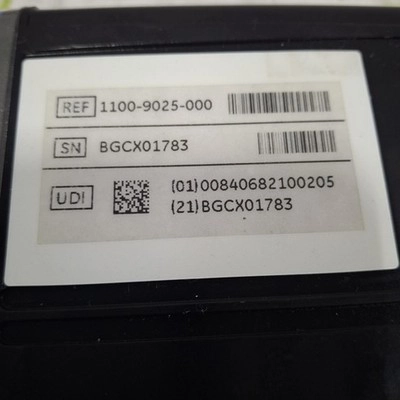 REF 1100-9025-000
SN BGCX01783
UDI (01)00840682100205
(21)BGCX01783